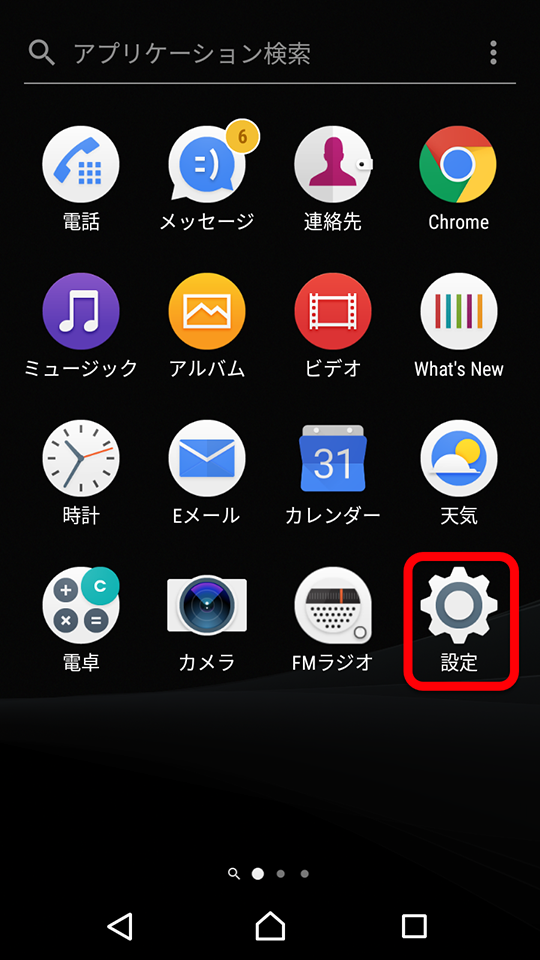 アプリケーション検索
6
電話
メッセージ
連絡先
Chrome
ミュージック
アルバム
ビデオ
What's New
31
時計
Eメール
カレンダー
天気
C
電卓
カメラ
FMラジオ
設定